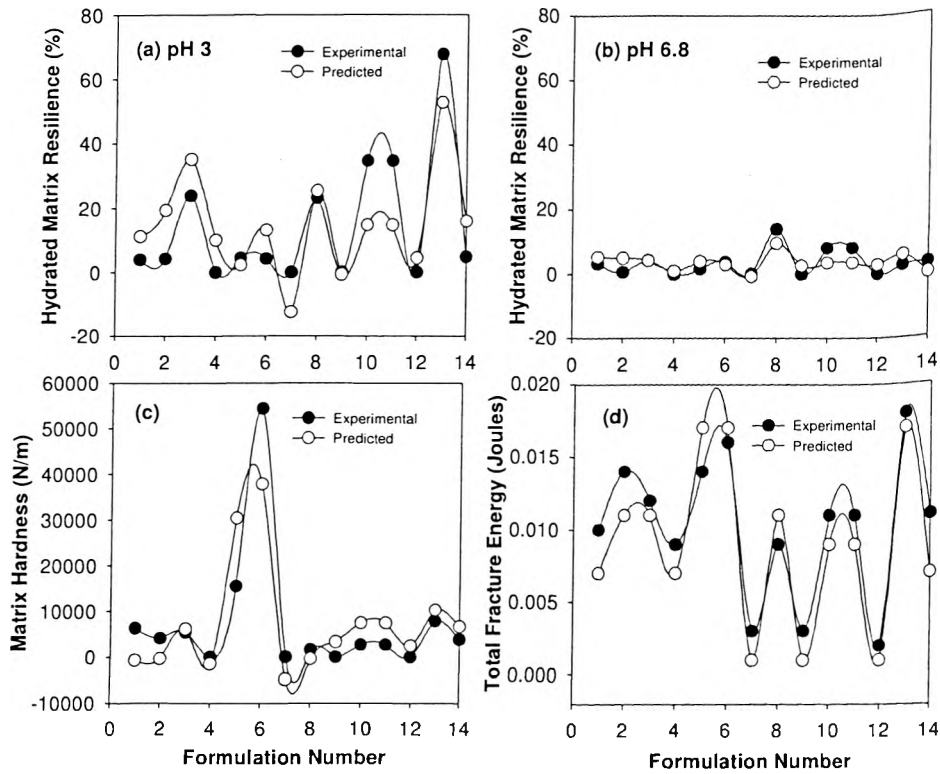 Hydrated Matrix Resilience (%)
80
60
40
20
0
-20
(a) pH 3
Experimental
Predicted
0 2 4 6 8 10 12 14
Hydrated Matrix Resilience (%)
80
60
40
20
0
-20
(b) pH 6.8
Experimental
Predicted
0 2 4 6 8 10 12 14
Matrix Hardness (N/m)
60000
50000
40000
30000
20000
10000
0
-10000
(c)
Experimental
Predicted
0 2 4 6 8 10 12 14
Formulation Number
Total Fracture Energy (Joules)
0.020
0.015
0.010
0.005
0.000
(d)
Experimental
Predicted
0 2 4 6 8 10 12 14
Formulation Number